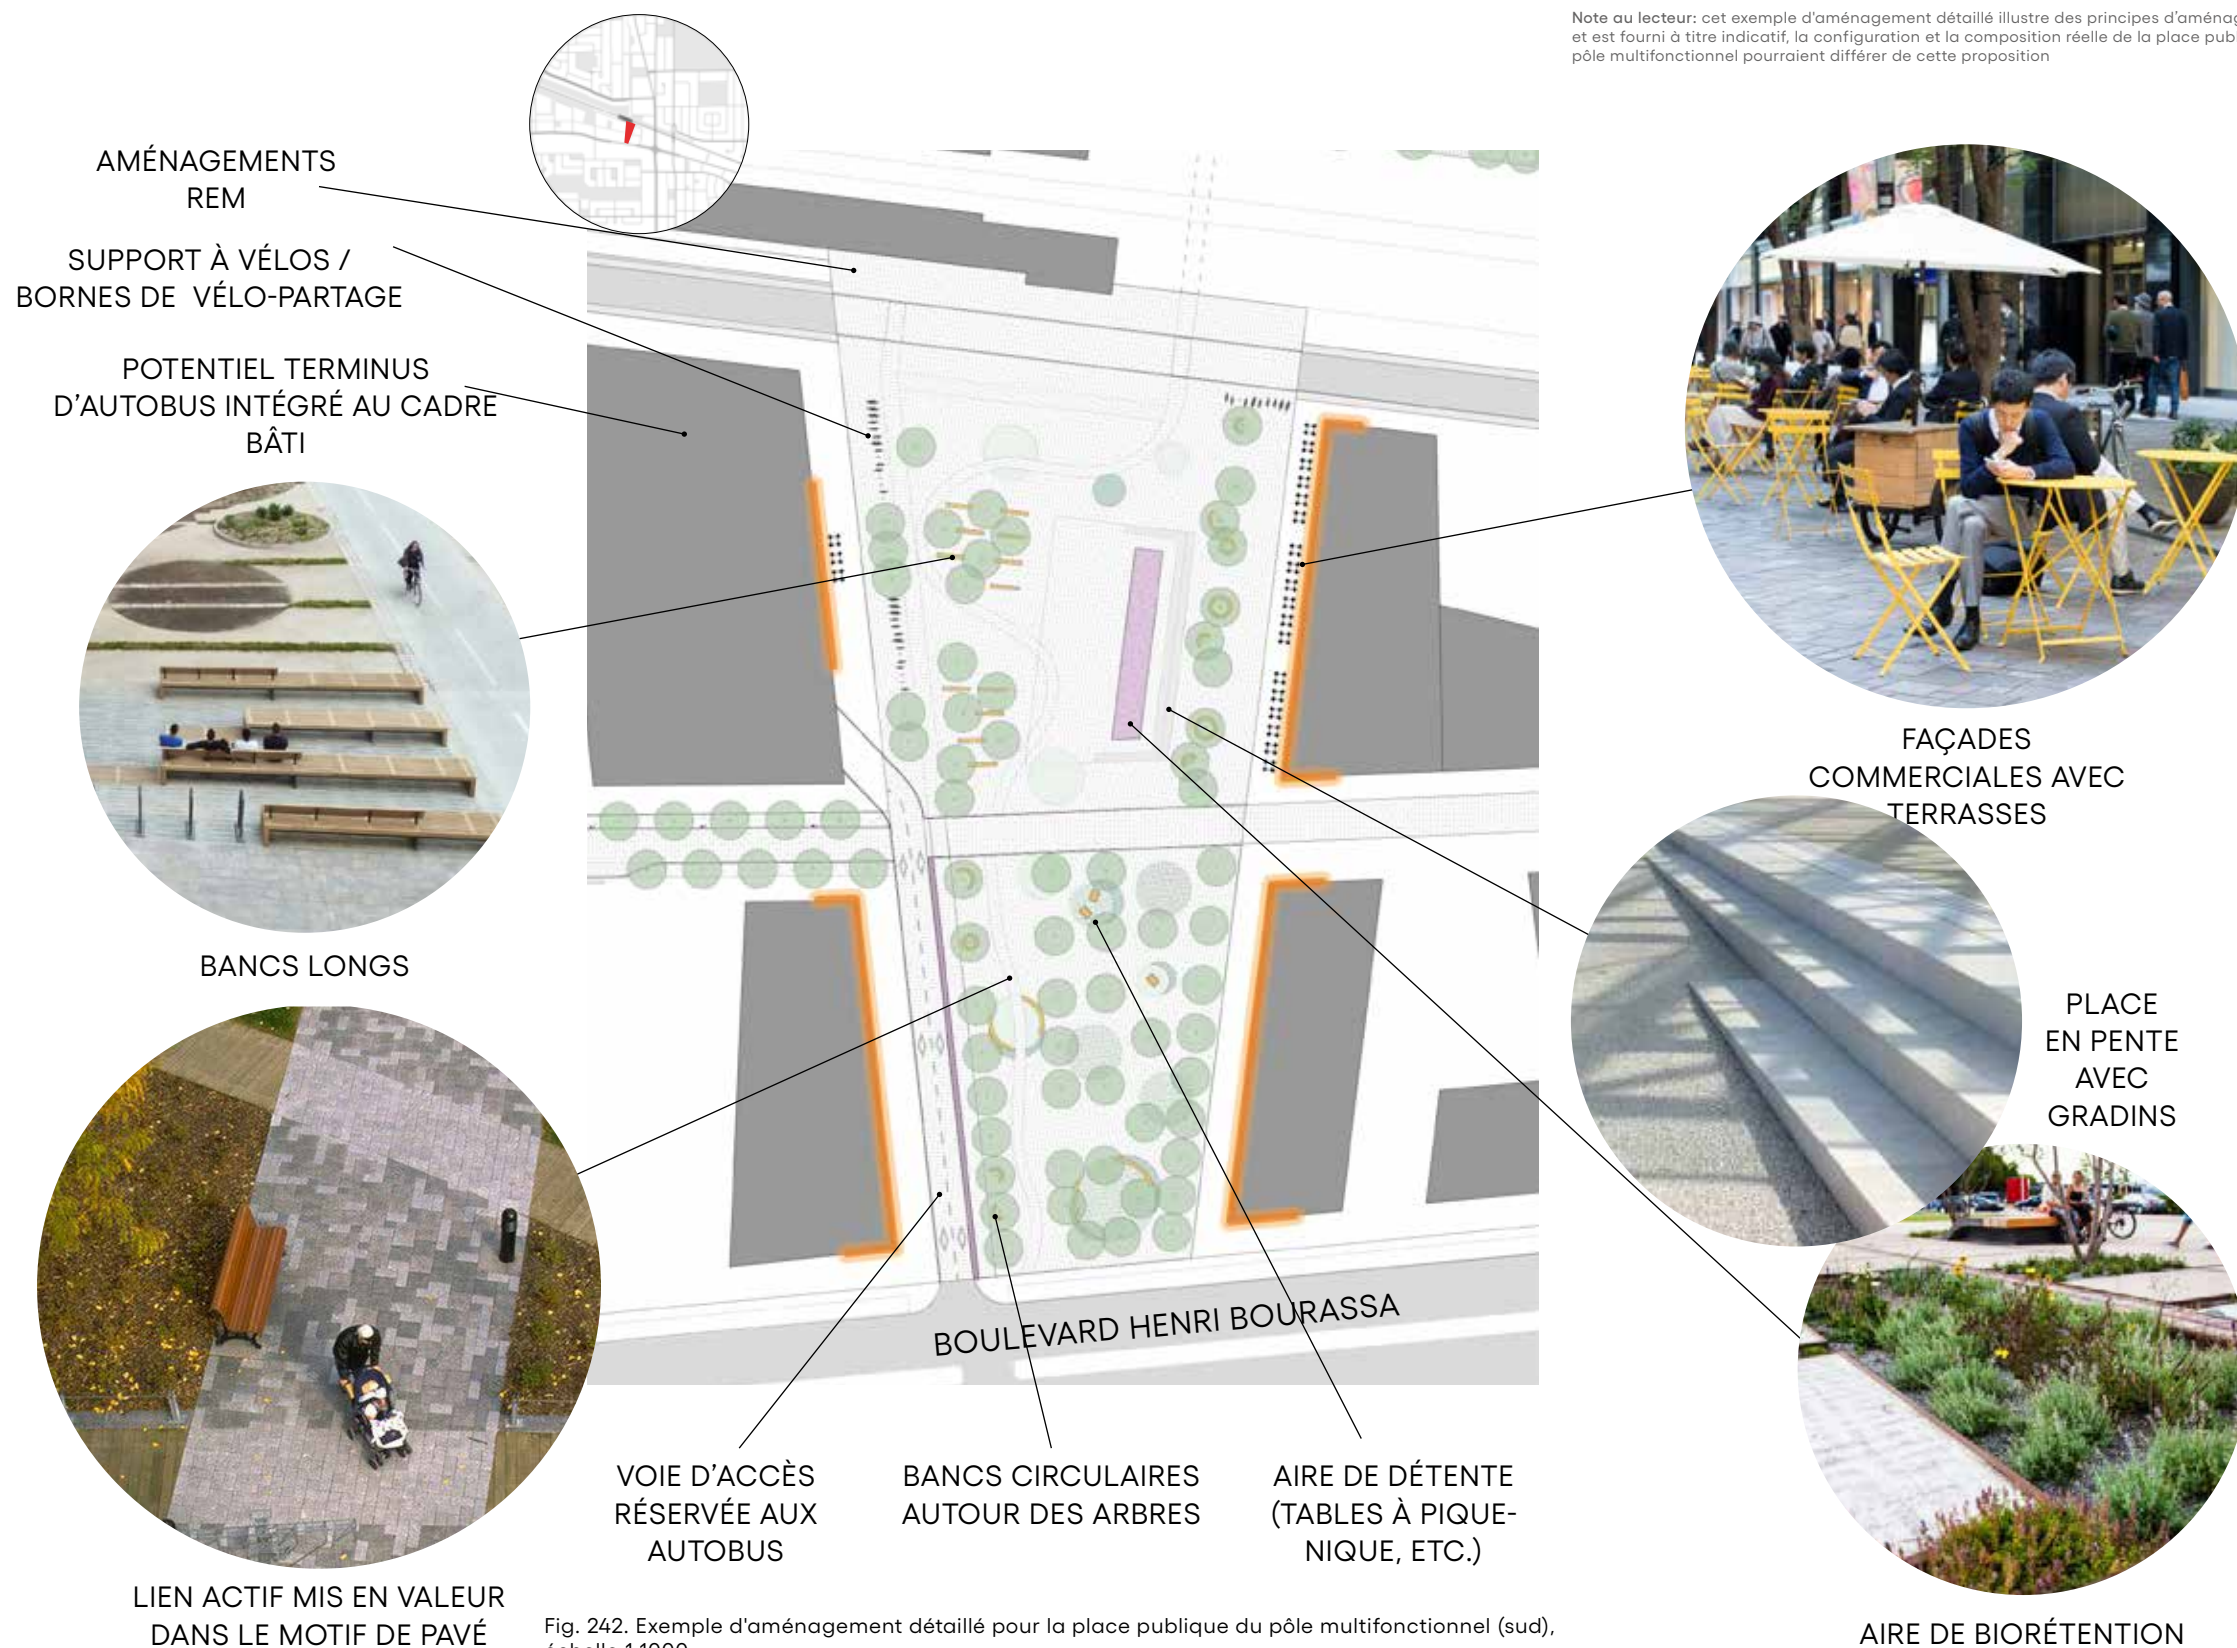 Note au lecteur: cet exemple d'aménagement détaillé illustre des principes d'aménag
et est fourni à titre indicatif, la configuration et la composition réelle de la place pub
pôle multifonctionnel pourraient différer de cette proposition
AMÉNAGEMENTS
REM
SUPPORT À VÉLOS /
BORNES DE VÉLO-PARTAGE
POTENTIEL TERMINUS
D'AUTOBUS INTÉGRÉ AU CADRE
BÂTI
BANCS LONGS
FAÇADES
COMMERCIALES AVEC
TERRASSES
PLACE
EN PENTE
AVEC
GRADINS
BOULEVARD HENRI BOURASSA
VOIE D'ACCÈS
RÉSERVÉE AUX
AUTOBUS
BANCS CIRCULAIRES
AUTOUR DES ARBRES
AIRE DE DÉTENTE
(TABLES À PIQUE-
NIQUE, ETC.)
LIEN ACTIF MIS EN VALEUR
DANS LE MOTIF DE PAVÉ
AIRE DE BIORÉTENTION
Fig. 242. Exemple d'aménagement détaillé pour la place publique du pôle multifonctionnel (sud),
échelle 1:1000